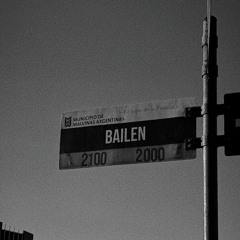 MUNICIPIO DE
MALVINAS ARGENTINAS
BAILEN
2100 2000